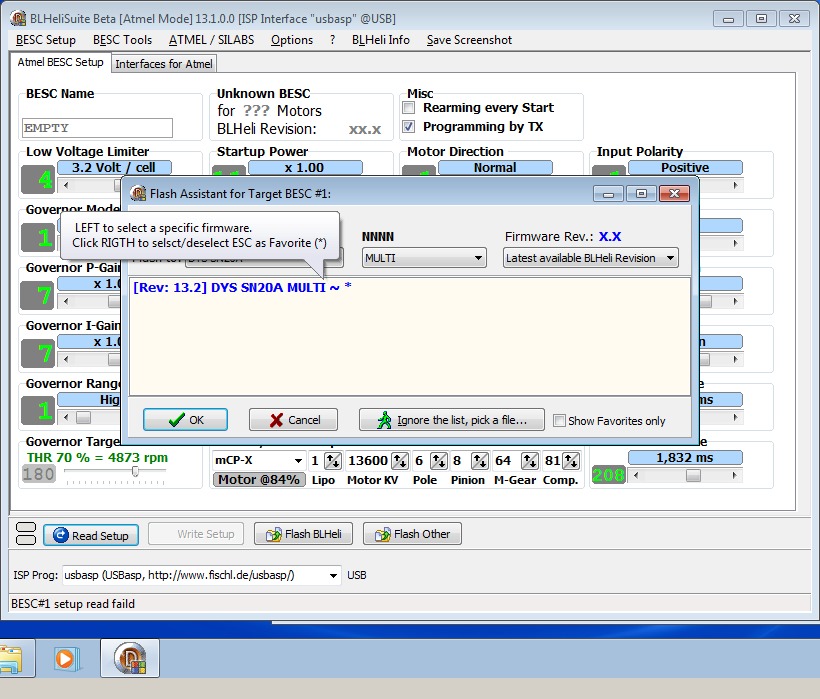 BLHeliSuite Beta [Atmel Mode] 13.1.0.0 [ISP Interface "usbasp" @USB]
BESC Setup BESC Tools ATMEL / SILABS Options ? BLHeli Info Save Screenshot
Atmel BESC Setup Interfaces for Atmel
BESC Name
EMPTY
Unknown BESC
for ??? Motors
BLHeli Revision: xx.x
Misc
Rearming every Start
Programming by TX
Low Voltage Limiter
4 3.2 Volt / cell
Startup Power
x 1.00
Motor Direction
Normal
Input Polarity
Positive
Flash Assistant for Target BESC #1:
LEFT to select a specific firmware.
Click RIGTH to selsct/deselect ESC as Favorite (*)
NNNN
MULTI
Firmware Rev.: X.X
Latest available BLHeli Revision
[Rev: 13.2] DYS SN20A MULTI ~ *
OK Cancel Ignore the list, pick a file... Show Favorites only
Governor Mode
1
Governor P-Gain
7 x 1.0
Governor I-Gain
7 x 1.0
Governor Range
1 Hig
ms
Governor Target
THR 70 % = 4873 rpm
180
mCP-X 1 13600 6 8 64 81
Motor @84% Lipo Motor KV Pole Pinion M-Gear Comp.
1,832 ms
208
Read Setup Write Setup Flash BLHeli Flash Other
ISP Prog: usbasp (USBasp, http://www.fischl.de/usbasp/) USB
BESC#1 setup read faild